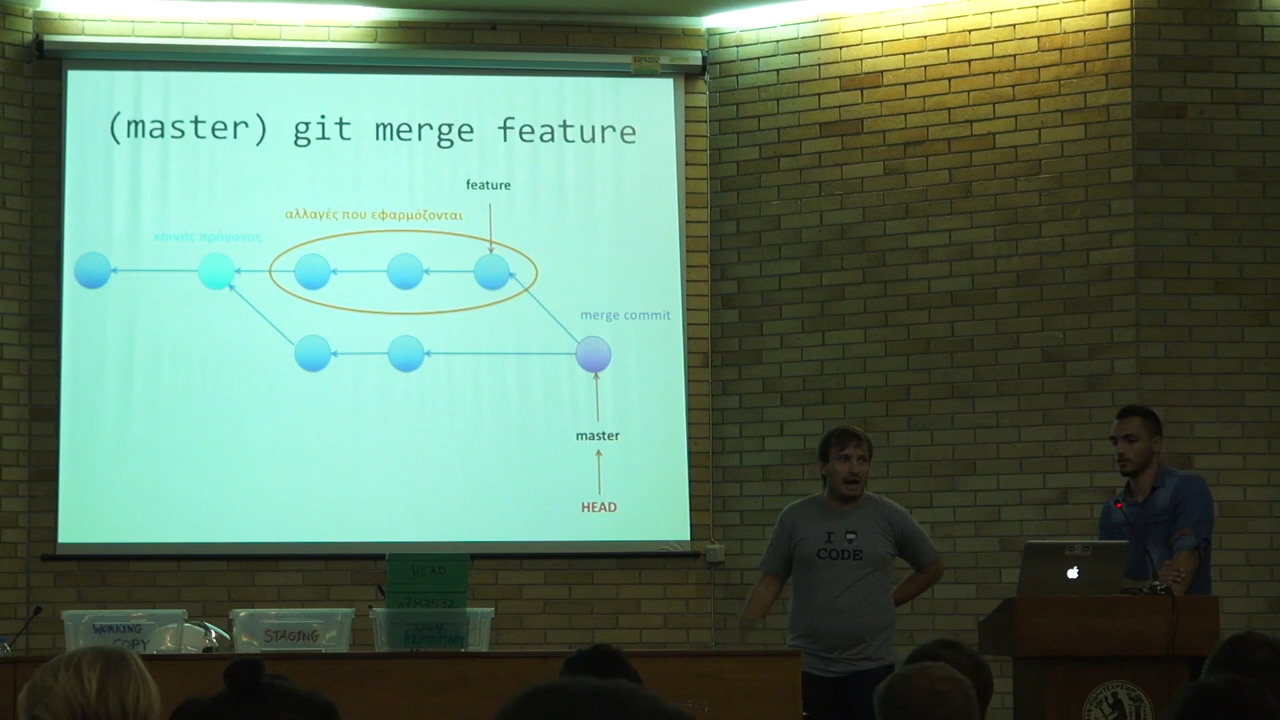 (master) git merge feature
feature
αλλαγές που εφαρμόζονται
κοινός πρόγονος
merge commit
master
HEAD
I
CODE
HEAD
WORKING
COPY
STAGING